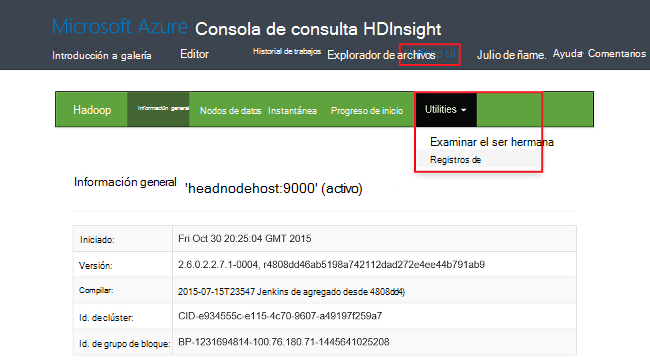 Microsoft Azure Consola de consulta HDInsight
Introducción a galería Editor Historial de trabajos Explorador de archivos UI Julio de ñame. Ayuda Comentarios
Hadoop Información general Nodos de datos Instantánea Progreso de inicio Utilities
Examinar el ser hermana
Registros de
Información general 'headnodehost:9000' (activo)
Iniciado: Fri Oct 30 20:25:04 GMT 2015
Versión: 2.6.0.2.2.7.1-0004, r4808dd46ab5198a742112dad272e4ee44b791ab9
Compilar: 2015-07-15T23547 Jenkins de agregado desde 4808dd4)
Id. de clúster: CID-e934555c-e115-4c70-9607-a49197f259a7
Id. de grupo de bloque: BP-1231694814-100.76.180.71-1445641025208